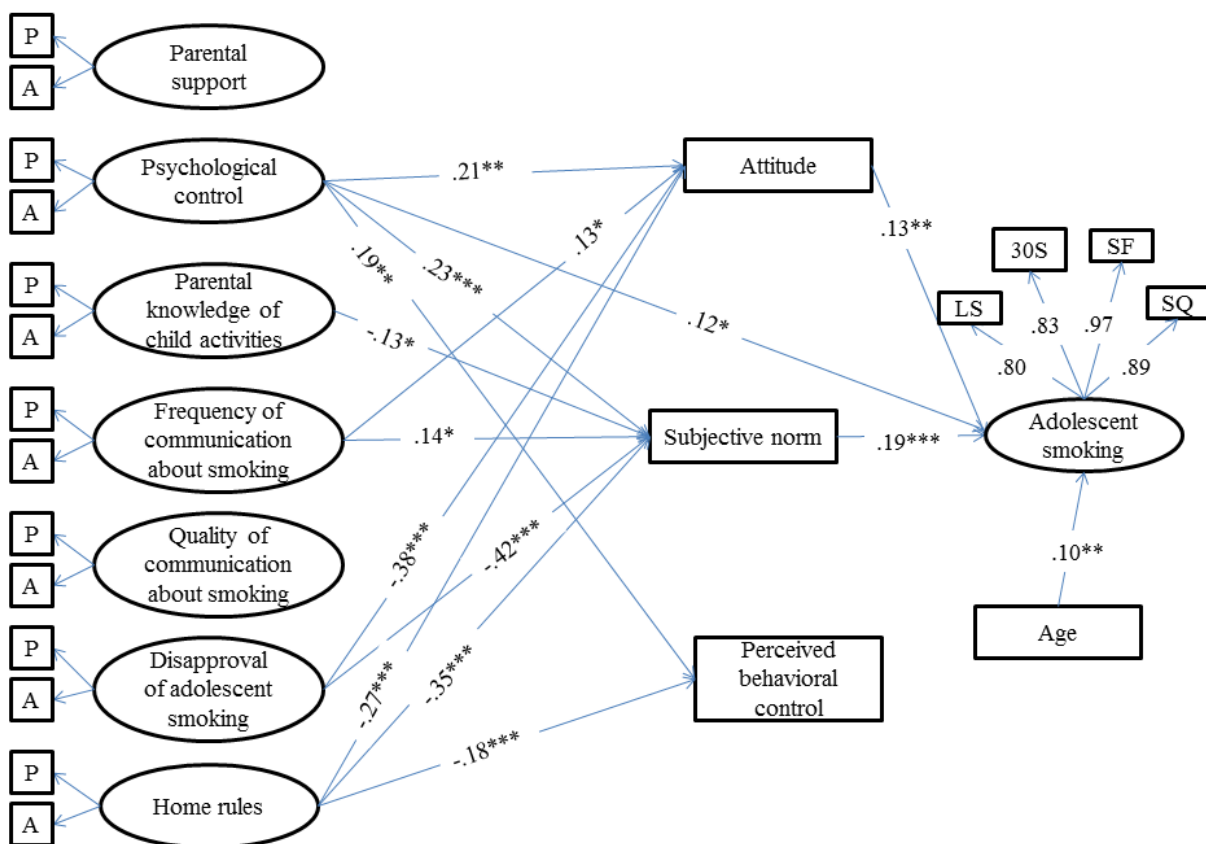 P
A
Parental
support
P
A
Psychological
control
P
A
Parental
knowledge of
child activities
P
A
Frequency of
communication
about smoking
P
A
Quality of
communication
about smoking
P
A
Disapproval
of adolescent
smoking
P
A
Home rules
.21**
.19**
.23***
.13*
-.13*
.14*
.12*
-.38***
-.42***
-.27***
-.35***
-.18***
Attitude
Subjective norm
Perceived
behavioral
control
.13**
.19***
LS
30S
SF
SQ
.80
.83
.97
.89
Adolescent
smoking
.10**
Age